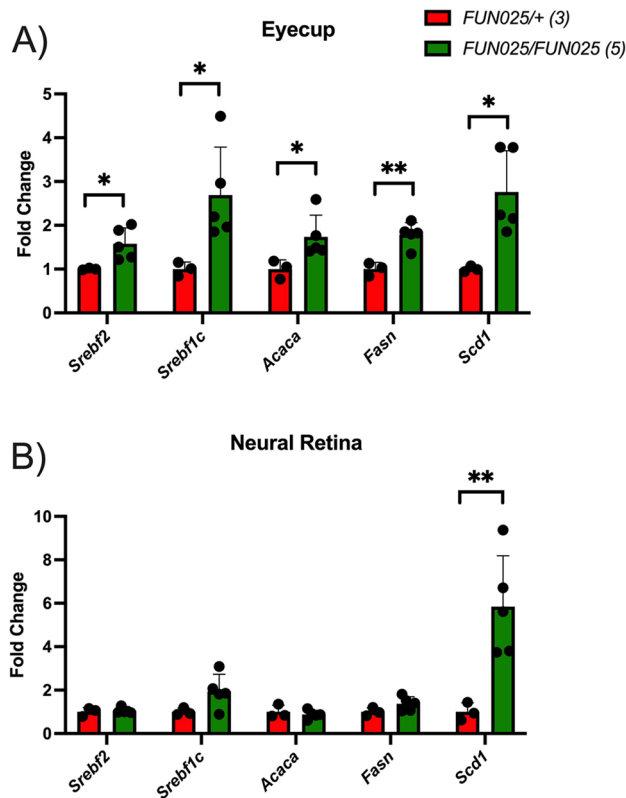 A)
Eyecup
FUN025/+ (3)
FUN025/FUN025 (5)
Fold Change
5
4
3
2
1
0
*
*
*
**
*
Srebf2
Srebf1c
Acaca
Fasn
Scd1
B)
Neural Retina
Fold Change
10
8
6
4
2
0
**
Srebf2
Srebf1c
Acaca
Fasn
Scd1